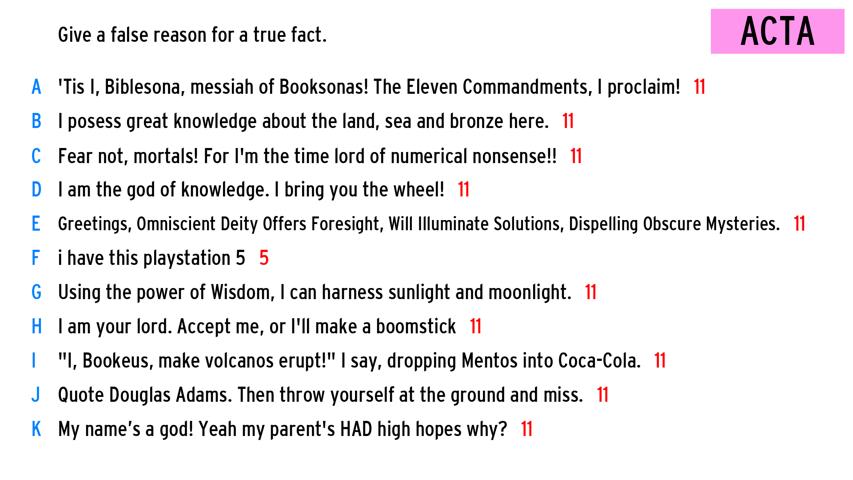 Give a false reason for a true fact.
ACTA
A 'Tis I, Biblesona, messiah of Booksonas! The Eleven Commandments, I proclaim! 11
B I posess great knowledge about the land, sea and bronze here. 11
C Fear not, mortals! For I'm the time lord of numerical nonsense!! 11
D I am the god of knowledge. I bring you the wheel! 11
E Greetings, Omniscient Deity Offers Foresight, Will Illuminate Solutions, Dispelling Obscure Mysteries. 11
F i have this playstation 5 5
G Using the power of Wisdom, I can harness sunlight and moonlight. 11
H I am your lord. Accept me, or I'll make a boomstick 11
I "I, Bookeus, make volcanos erupt!" I say, dropping Mentos into Coca-Cola. 11
J Quote Douglas Adams. Then throw yourself at the ground and miss. 11
K My name’s a god! Yeah my parent's HAD high hopes why? 11